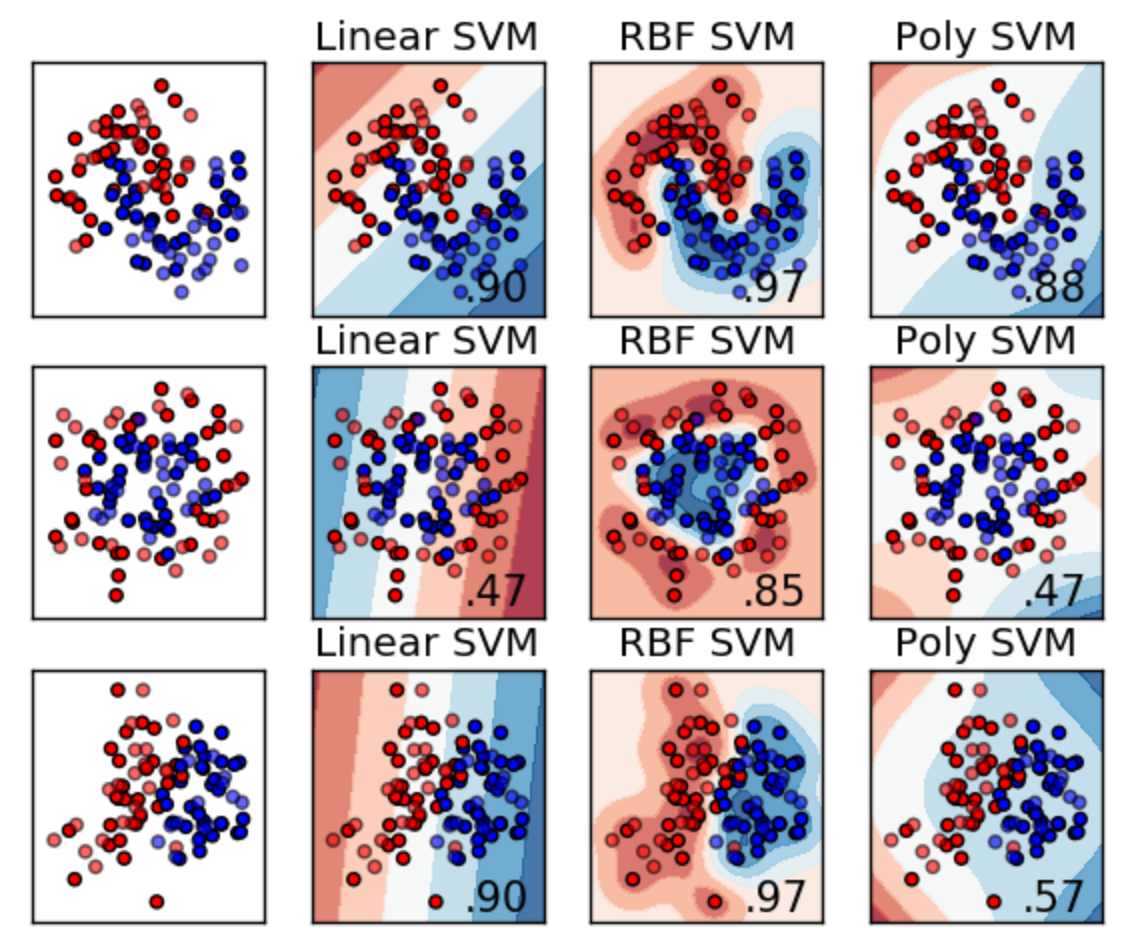 Linear SVM RBF SVM Poly SVM
.90 .97 .88
Linear SVM RBF SVM Poly SVM
.47 .85 .47
Linear SVM RBF SVM Poly SVM
.90 .97 .57